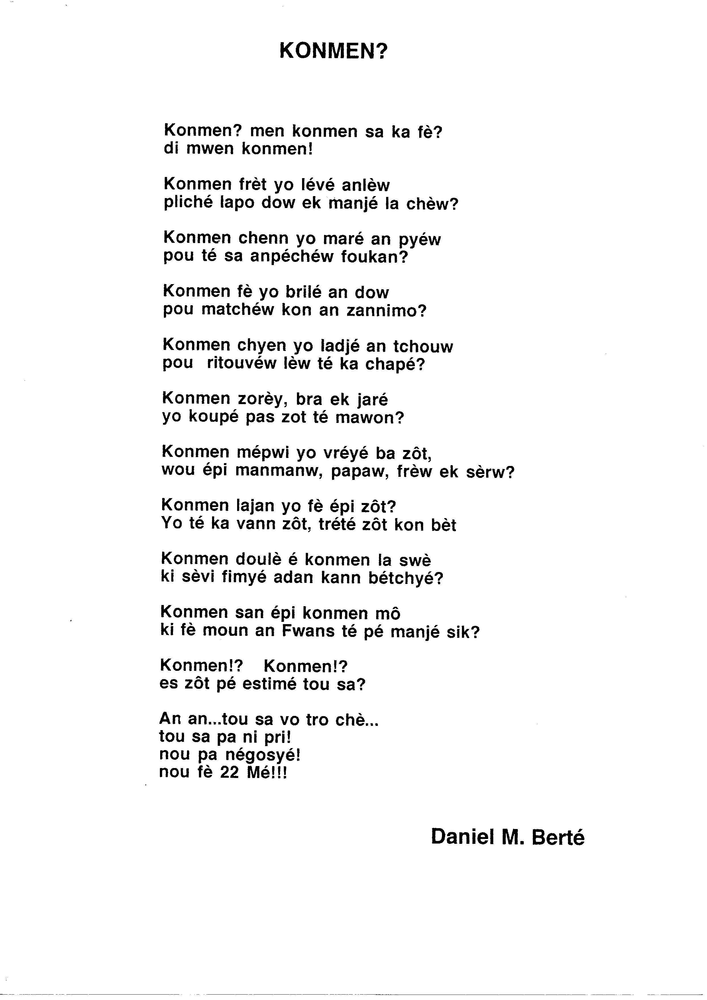 KONMEN?
Konmen? men konmen sa ka fè?
di mwen konmen!
Konmen frèt yo lévé anlèw
pliché lapo dow ek manjé la chèw?
Konmen chenn yo maré an pyéw
pou té sa anpéchéw foukan?
Konmen fè yo brilé an dow
pou matchéw kon an zannimo?
Konmen chyen yo ladjé an tchouw
pou ritouvéw lèw té ka chapé?
Konmen zorèy, bra ek jaré
yo koupé pas zot té mawon?
Konmen mépwi yo vréyé ba zôt,
wou épi manmanw, papaw, frèw ek sèrw?
Konmen lajan yo fè épi zôt?
Yo té ka vann zôt, trété zôt kon bèt
Konmen doulè é konmen la swè
ki sèvi fimyé adan kann bétchyé?
Konmen san épi konmen mô
ki fè moun an Fwans té pé manjé sik?
Konmen!? Konmen!?
es zôt pé estimé tou sa?
An an...tou sa vo tro chè...
tou sa pa ni pri!
nou pa négosyé!
nou fè 22 Mé!!!
Daniel M. Berté